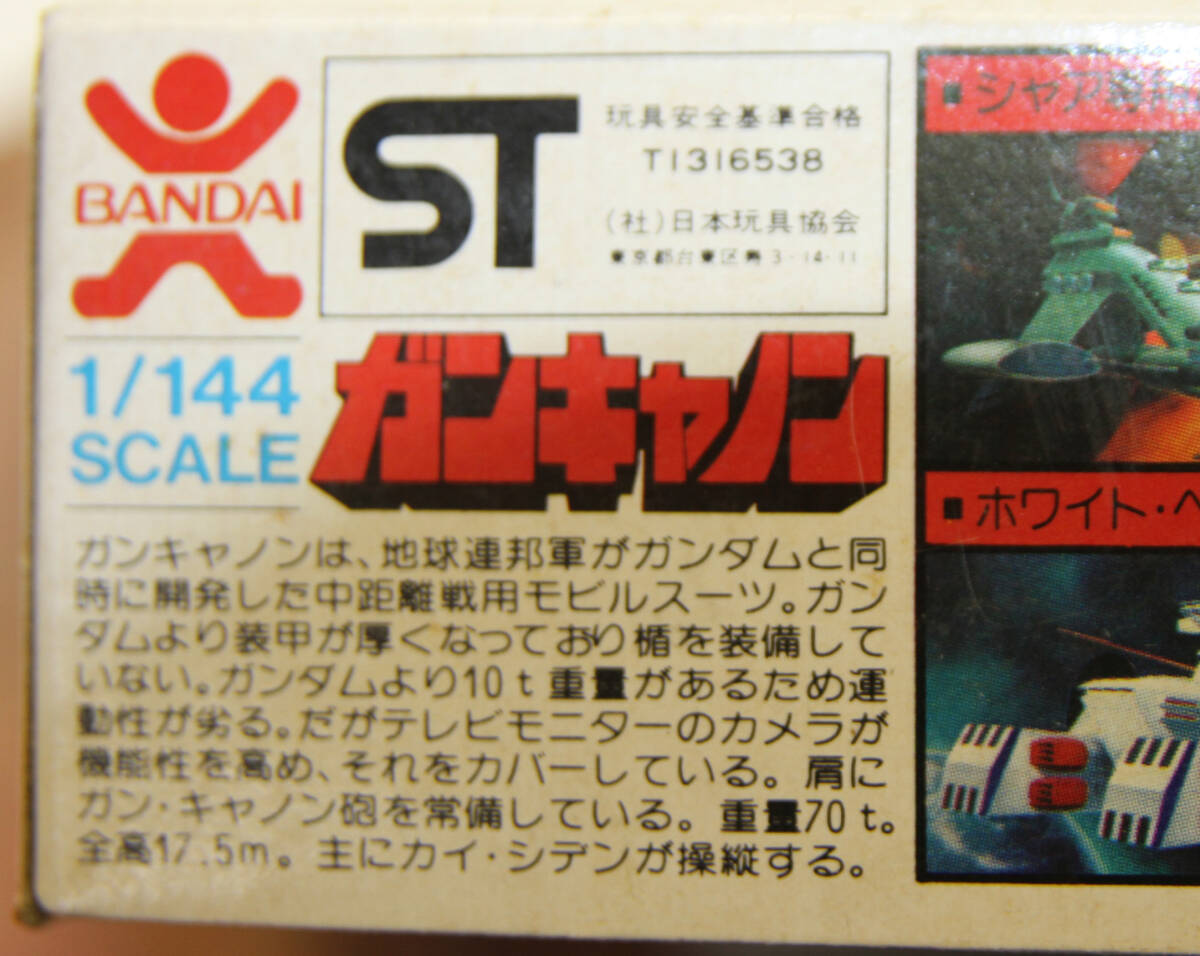 BANDAI
ST
玩具安全基準合格
T1316538
(社)日本玩具協会
東京都台東区寿3-14-11
1/144
SCALE
ガンキャノン
ガンキャノンは、地球連邦軍がガンダムと同
時に開発した中距離戦用モビルスーツ。ガン
ダムより装甲が厚くなっており楯を装備して
いない。ガンダムより10t重量があるため運
動性が劣る。だがテレビモニターのカメラが
機能性を高め、それをカバーしている。肩に
ガン・キャノン砲を常備している。重量70t。
全高17.5m。主にカイ・シデンが操縦する。
■シャア
■ホワイト・ベ